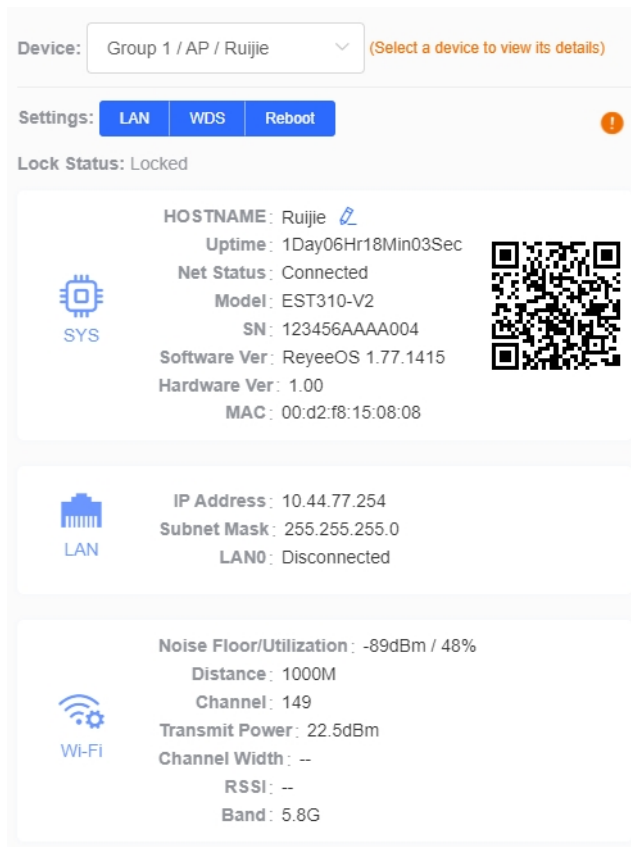 Device: Group 1 / AP / Ruijie (Select a device to view its details)
Settings: LAN WDS Reboot
Lock Status: Locked
HOSTNAME: Ruijie
Uptime: 1Day06Hr18Min03Sec
Net Status: Connected
Model: EST310-V2
SYS
SN: 123456AAAA004
Software Ver: ReyeeOS 1.77.1415
Hardware Ver: 1.00
MAC: 00:d2:f8:15:08:08
IP Address: 10.44.77.254
Subnet Mask: 255.255.255.0
LAN
LAN0: Disconnected
Noise Floor/Utilization: -89dBm / 48%
Distance: 1000M
Channel: 149
Transmit Power: 22.5dBm
Wi-Fi
Channel Width: --
RSSI: --
Band: 5.8G